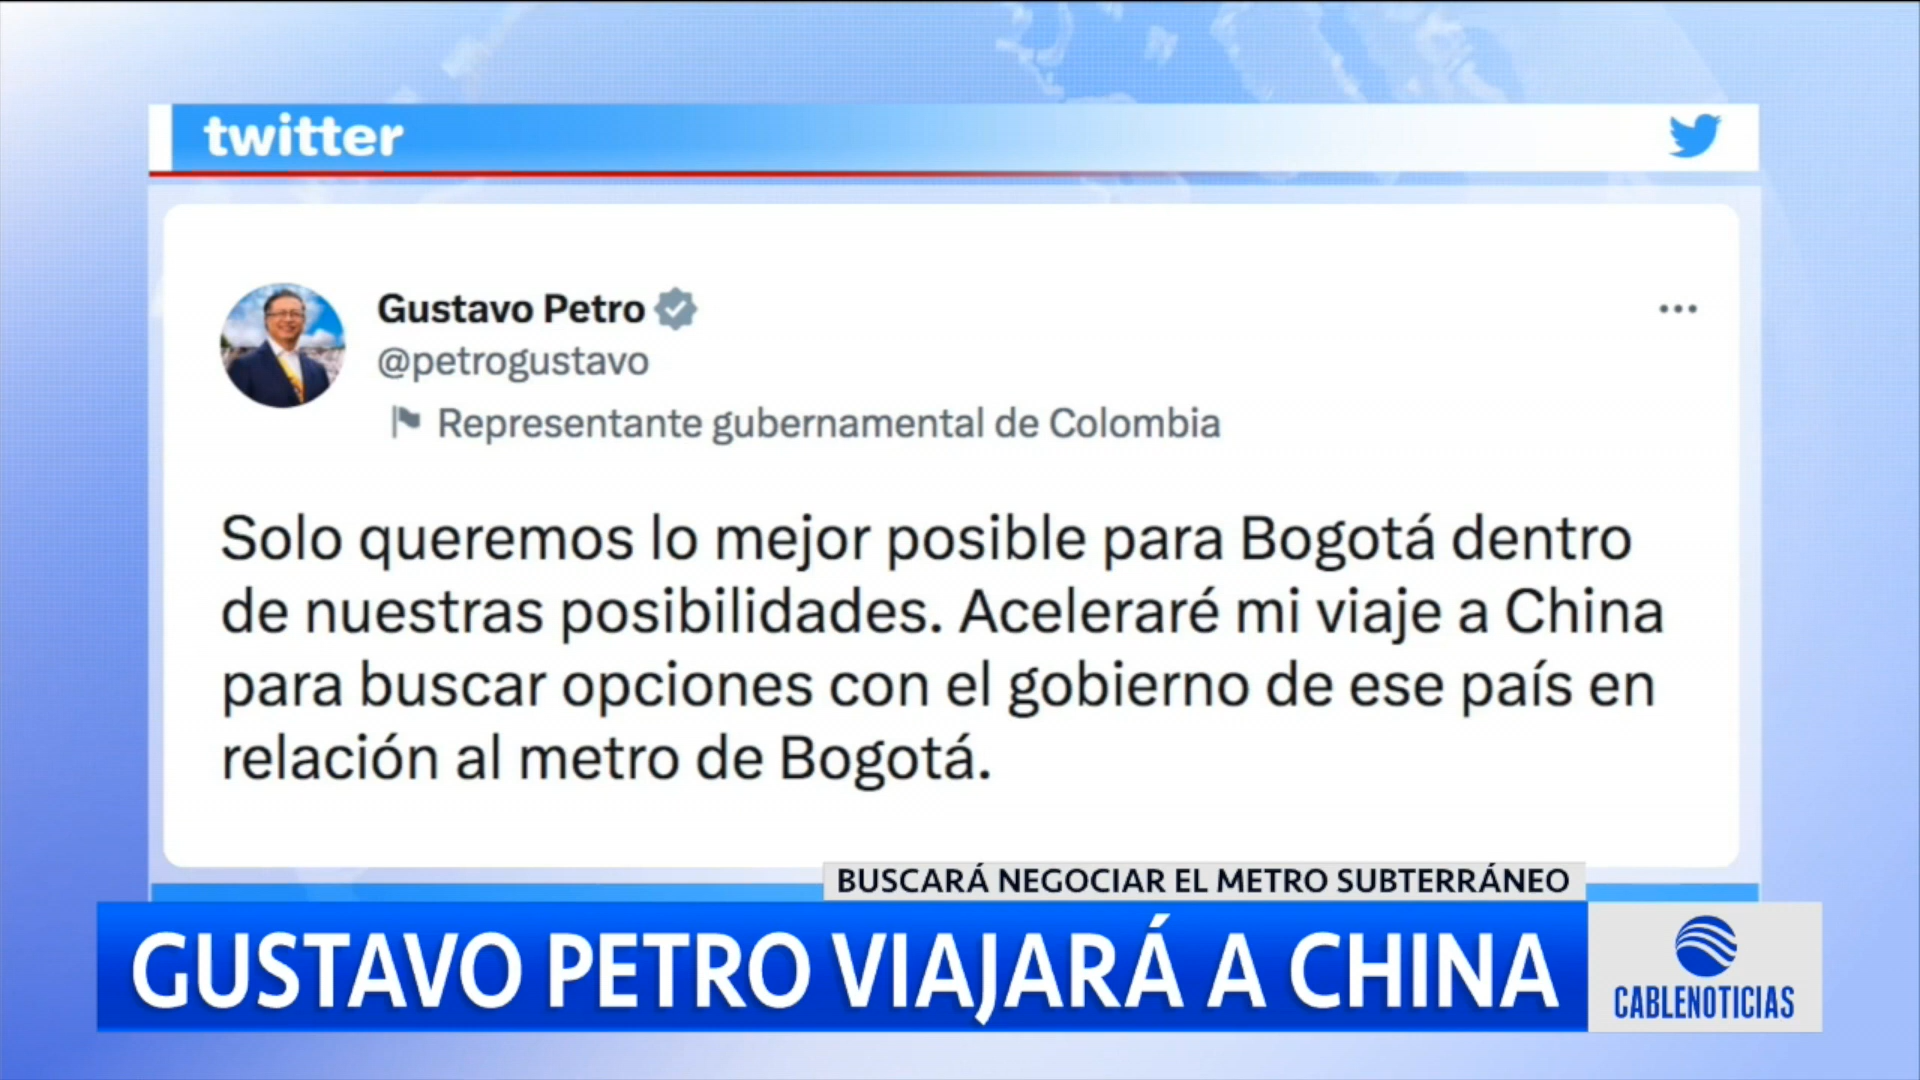 twitter
Gustavo Petro
@petrogustavo
Representante gubernamental de Colombia
Solo queremos lo mejor posible para Bogotá dentro
de nuestras posibilidades. Aceleraré mi viaje a China
para buscar opciones con el gobierno de ese país en
relación al metro de Bogotá.
BUSCARÁ NEGOCIAR EL METRO SUBTERRÁNEO
GUSTAVO PETRO VIAJARÁ A CHINA
CABLENOTICIAS